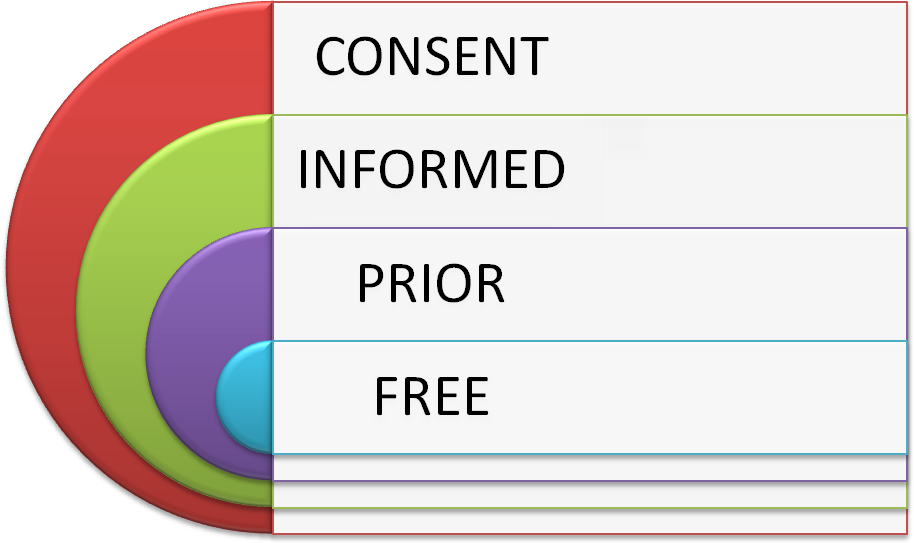 CONSENT
INFORMED
PRIOR
FREE